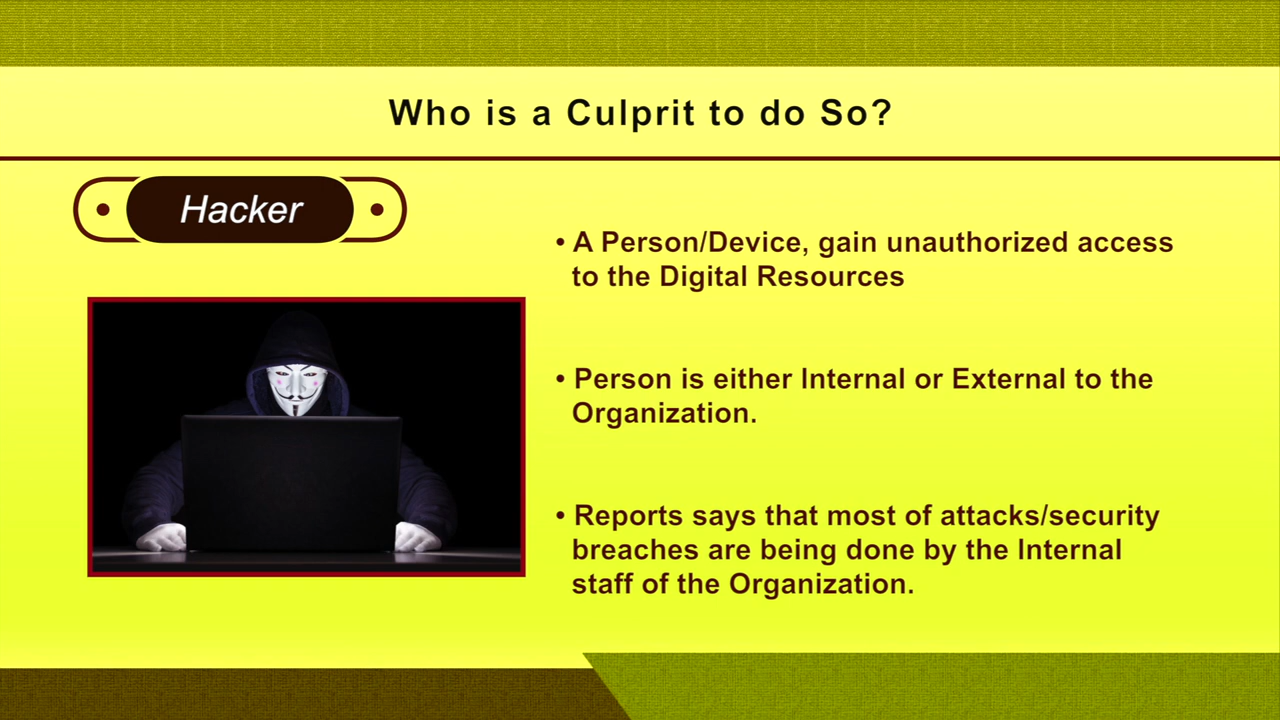 Who is a Culprit to do So?
Hacker
• A Person/Device, gain unauthorized access
to the Digital Resources
• Person is either Internal or External to the
Organization.
• Reports says that most of attacks/security
breaches are being done by the Internal
staff of the Organization.